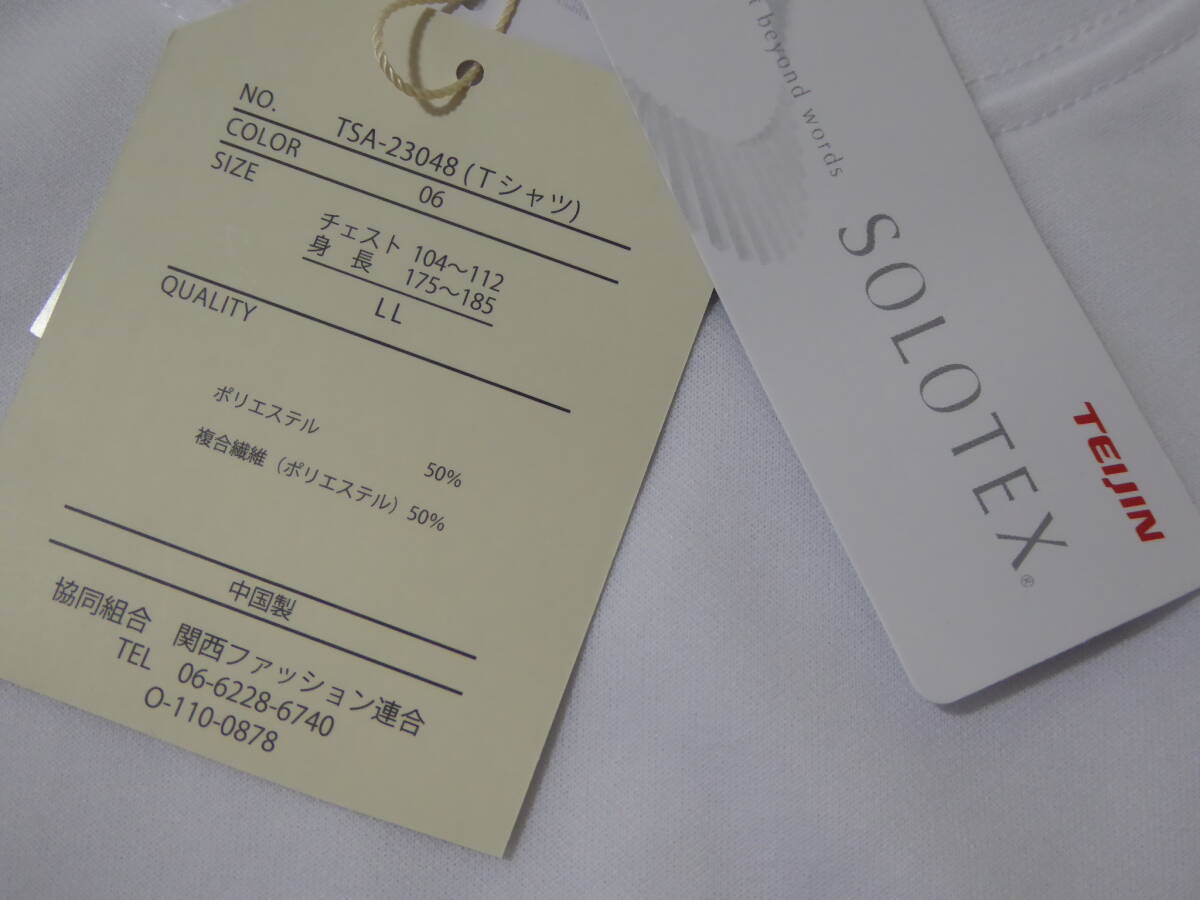 NO. TSA-23048 (Tシャツ)
COLOR 06
SIZE
チェスト 104～112
身 長 175～185
LL
QUALITY
ポリエステル 50%
複合繊維（ポリエステル）50%
中国製
協同組合 関西ファッション連合
TEL 06-6228-6740
O-110-0878
beyond words
SOLOTEX®
TEIJIN